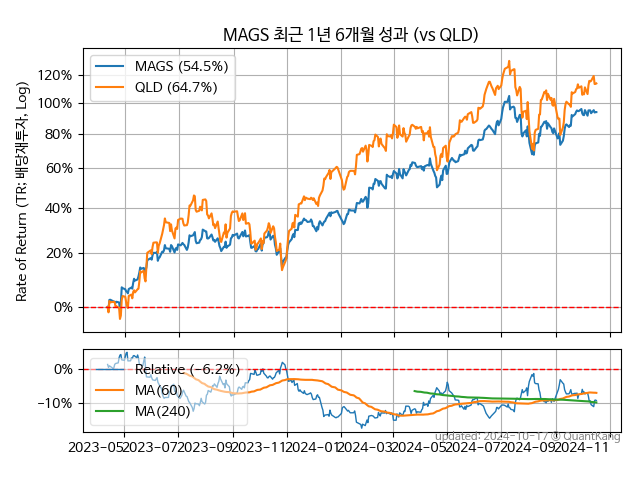 MAGS 최근 1년 6개월 성과 (vs QLD)
Rate of Return (TR: 배당재투자, Log)
MAGS (54.5%)
QLD (64.7%)
120%
100%
80%
60%
40%
20%
0%
Relative (−6.2%)
MA(60)
MA(240)
0%
−10%
2023-05
2023-07
2023-09
2023-11
2024-01
2024-03
2024-05
2024-07
2024-09
2024-11
updated: 2024-10-17 @ QuantKang